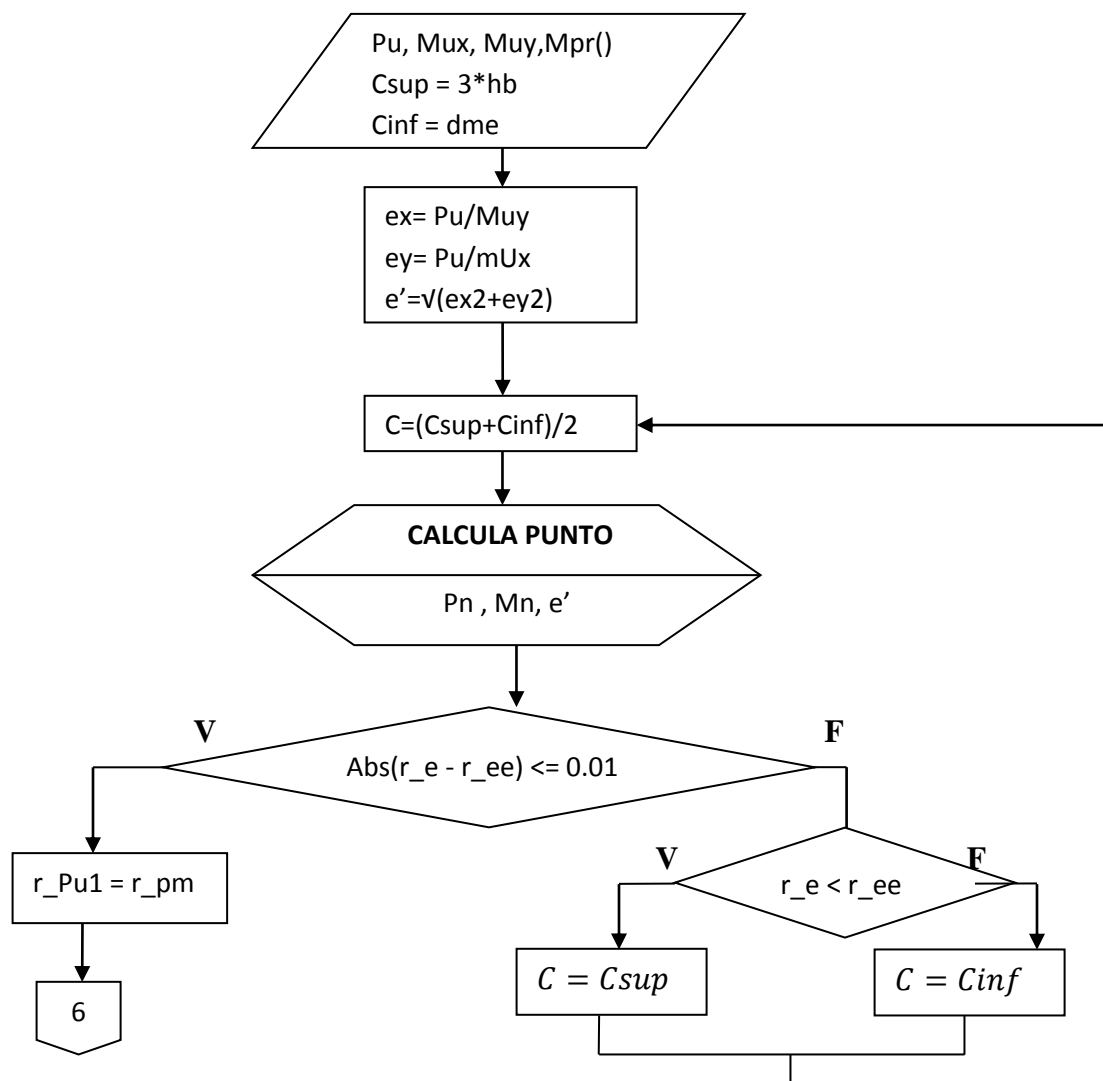 Pu, Mux, Muy,Mpr()
Csup = 3*hb
Cinf = dme
ex= Pu/Muy
ey= Pu/mUx
e’=√(ex2+ey2)
C=(Csup+Cinf)/2
CALCULA PUNTO
Pn , Mn, e’
V
F
Abs(r_e - r_ee) <= 0.01
r_Pu1 = r_pm
V
F
r_e < r_ee
C = Csup
C = Cinf
6